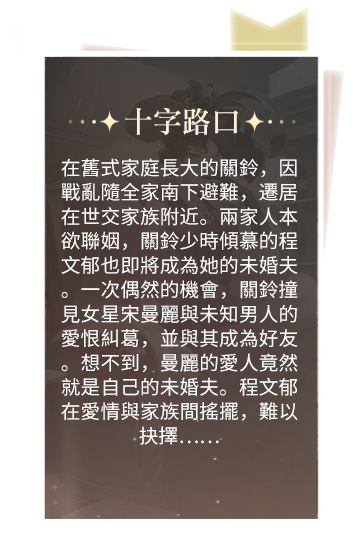 十字路口
在舊式家庭長大的關鈴，因
戰亂隨全家南下避難，遷居
在世交家族附近。兩家人本
欲聯姻，關鈴少時傾慕的程
文郁也即將成為她的未婚夫
。一次偶然的機會，關鈴撞
見女星宋曼麗與未知男人的
愛恨糾葛，並與其成為好友
。想不到，曼麗的愛人竟然
就是自己的未婚夫。程文郁
在愛情與家族間搖擺，難以
抉擇……